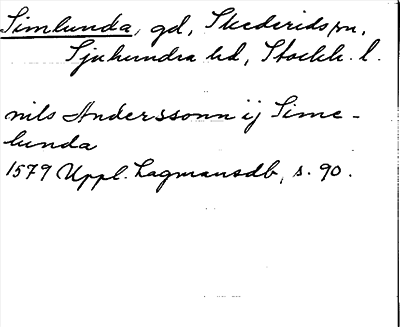 Simlunda, gd, Skederids sn,
Sjuhundra hd, Stockh. l.
nils Anderssonn ij Sime-
lunda
1579 Uppl. Lagmansdb, s. 90.